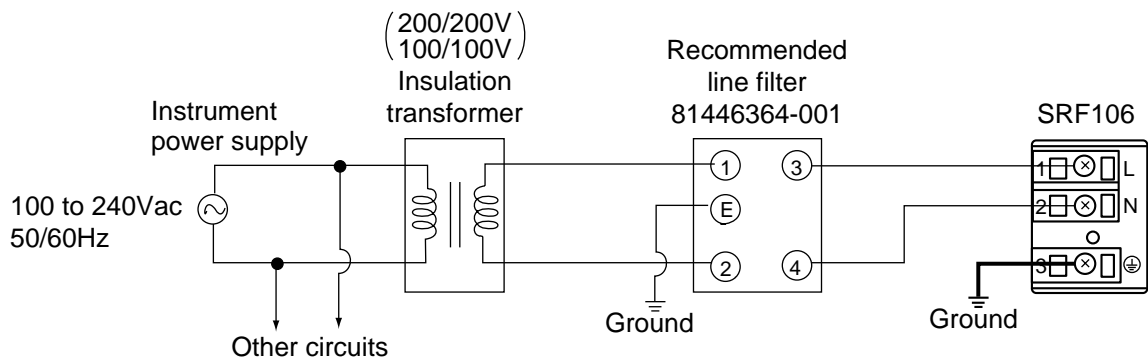 (200/200V
100/100V)
Insulation
transformer
Recommended
line filter
81446364-001
SRF106
Instrument
power supply
100 to 240Vac
50/60Hz
1
3
E
2
4
1
L
2
N
3
Ground
Ground
Other circuits